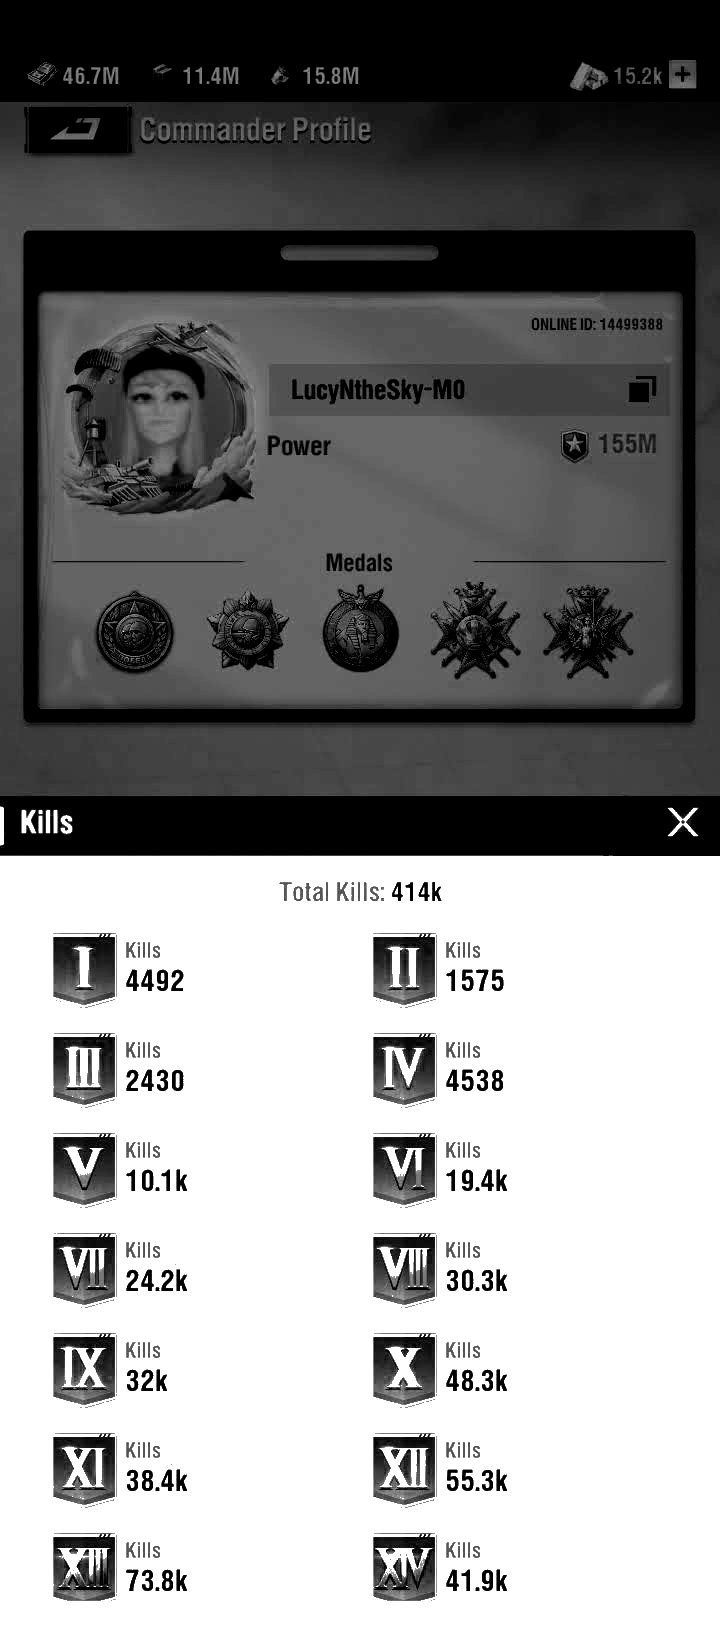 46.7M 11.4M 15.8M 15.2k +
Commander Profile
ONLINE ID: 14499388
LucyNtheSky-M0
Power 155M
Medals
Kills
Total Kills: 414k
I Kills 4492
II Kills 1575
III Kills 2430
IV Kills 4538
V Kills 10.1k
VI Kills 19.4k
VII Kills 24.2k
VIII Kills 30.3k
IX Kills 32k
X Kills 48.3k
XI Kills 38.4k
XII Kills 55.3k
XIII Kills 73.8k
XIV Kills 41.9k